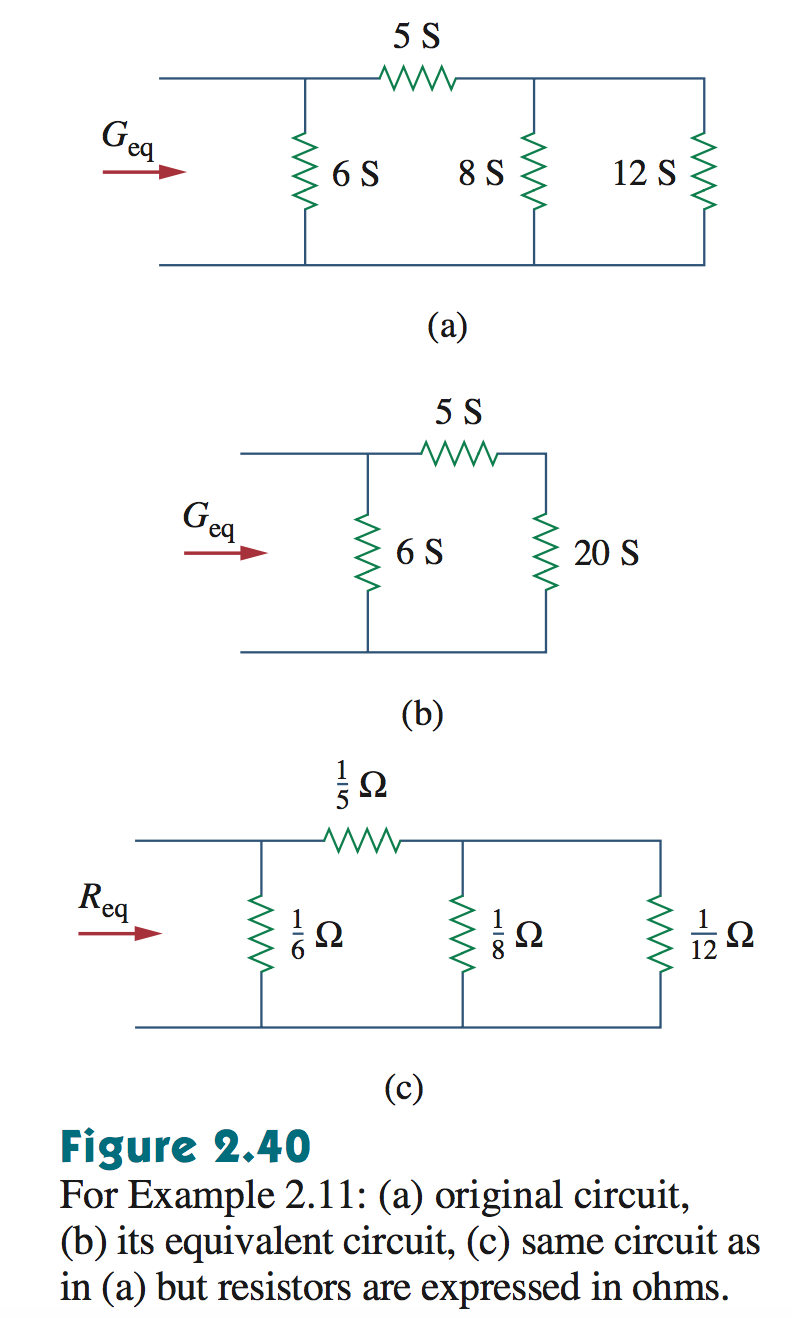 5 S
G_eq
6 S
8 S
12 S
(a)
5 S
G_eq
6 S
20 S
(b)
1/5 Ω
R_eq
1/6 Ω
1/8 Ω
1/12 Ω
(c)
Figure 2.40
For Example 2.11: (a) original circuit,
(b) its equivalent circuit, (c) same circuit as
in (a) but resistors are expressed in ohms.